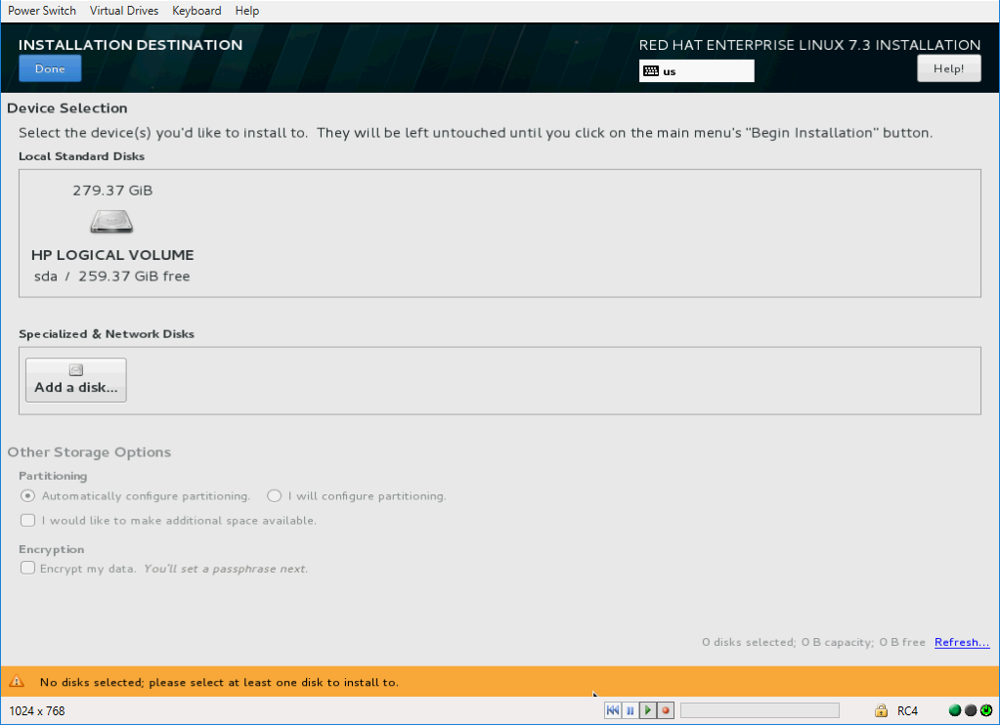 Power Switch Virtual Drives Keyboard Help
INSTALLATION DESTINATION
RED HAT ENTERPRISE LINUX 7.3 INSTALLATION
Done
us
Help!
Device Selection
Select the device(s) you'd like to install to. They will be left untouched until you click on the main menu's "Begin Installation" button.
Local Standard Disks
279.37 GiB
HP LOGICAL VOLUME
sda / 259.37 GiB free
Specialized & Network Disks
Add a disk...
Other Storage Options
Partitioning
Automatically configure partitioning. I will configure partitioning.
I would like to make additional space available.
Encryption
Encrypt my data. You'll set a passphrase next.
0 disks selected; 0 B capacity; 0 B free Refresh...
No disks selected; please select at least one disk to install to.
1024 x 768
RC4